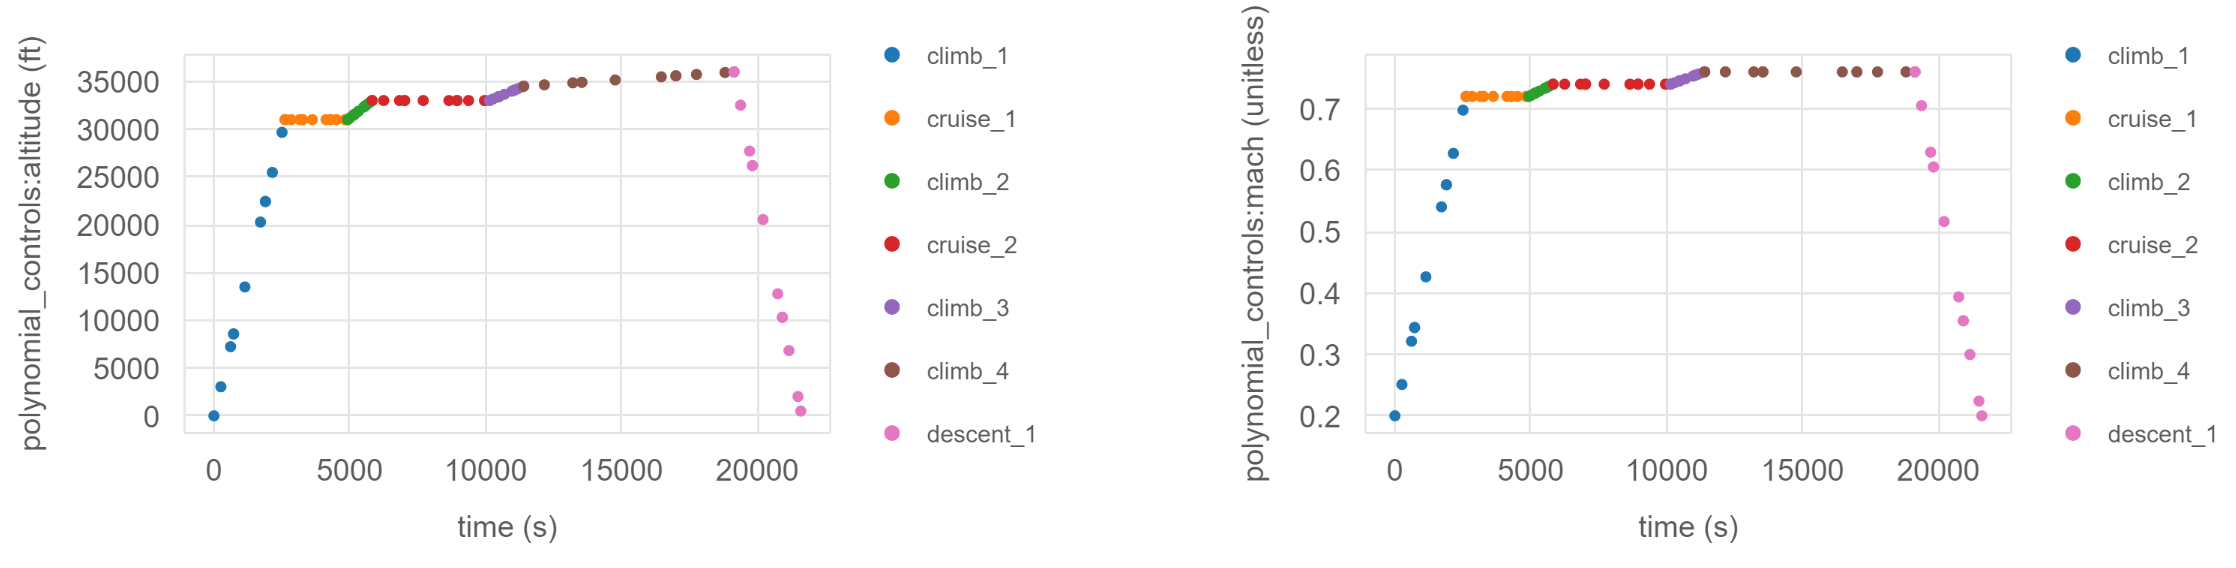 polynomial_controls:altitude (ft)
35000
30000
25000
20000
15000
10000
5000
0
0 5000 10000 15000 20000
time (s)
climb_1
cruise_1
climb_2
cruise_2
climb_3
climb_4
descent_1
polynomial_controls:mach (unitless)
0.7
0.6
0.5
0.4
0.3
0.2
0 5000 10000 15000 20000
time (s)
climb_1
cruise_1
climb_2
cruise_2
climb_3
climb_4
descent_1